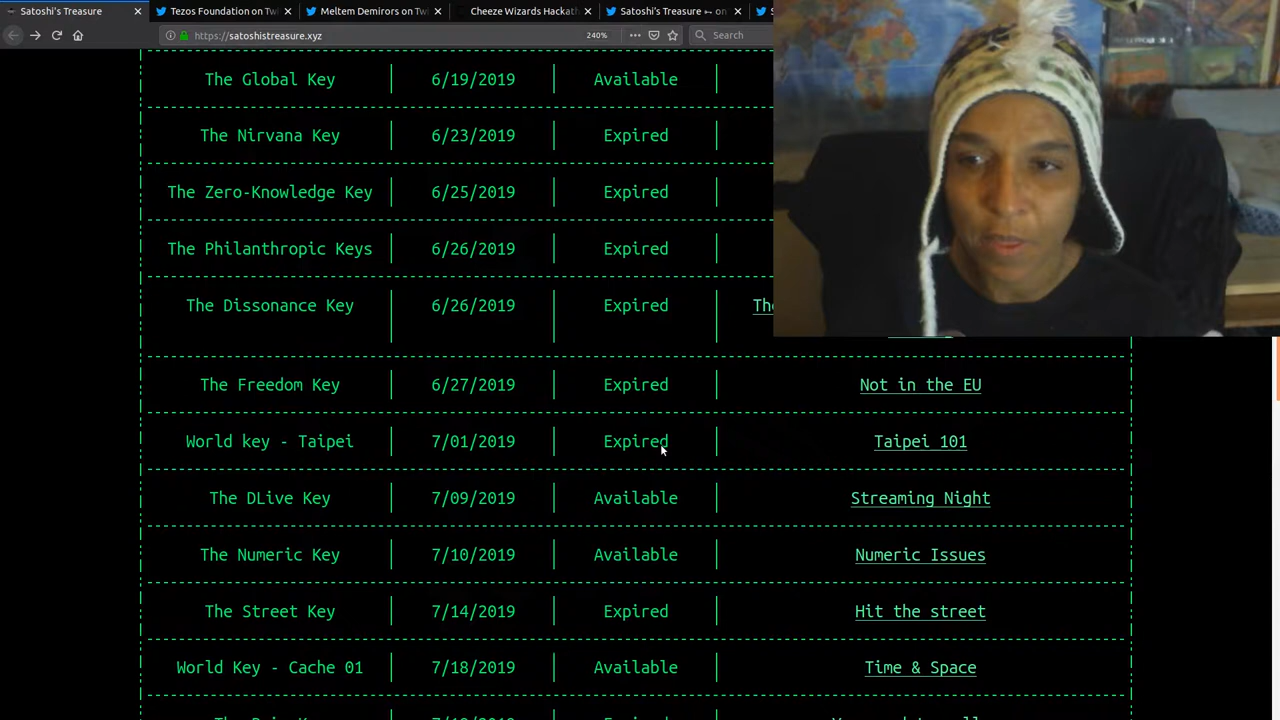 Satoshi's Treasure
Tezos Foundation on Twi
Meltem Demirors on Twi
Cheeze Wizards Hackath
Satoshi's Treasure on
S
https://satoshistreasure.xyz
240%
Search
The Global Key 6/19/2019 Available
The Nirvana Key 6/23/2019 Expired
The Zero-Knowledge Key 6/25/2019 Expired
The Philanthropic Keys 6/26/2019 Expired
The Dissonance Key 6/26/2019 Expired The
The Freedom Key 6/27/2019 Expired Not in the EU
World key - Taipei 7/01/2019 Expired Taipei 101
The DLive Key 7/09/2019 Available Streaming Night
The Numeric Key 7/10/2019 Available Numeric Issues
The Street Key 7/14/2019 Expired Hit the street
World Key - Cache 01 7/18/2019 Available Time & Space